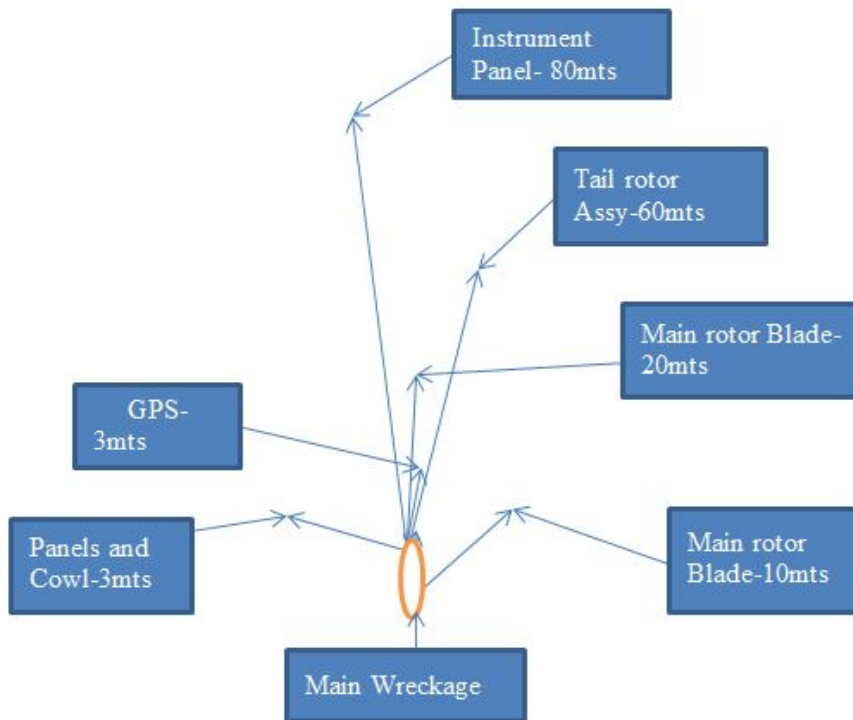 Instrument
Panel- 80mts
Tail rotor
Assy-60mts
Main rotor Blade-
20mts
GPS-
3mts
Panels and
Cowl-3mts
Main rotor
Blade-10mts
Main Wreckage